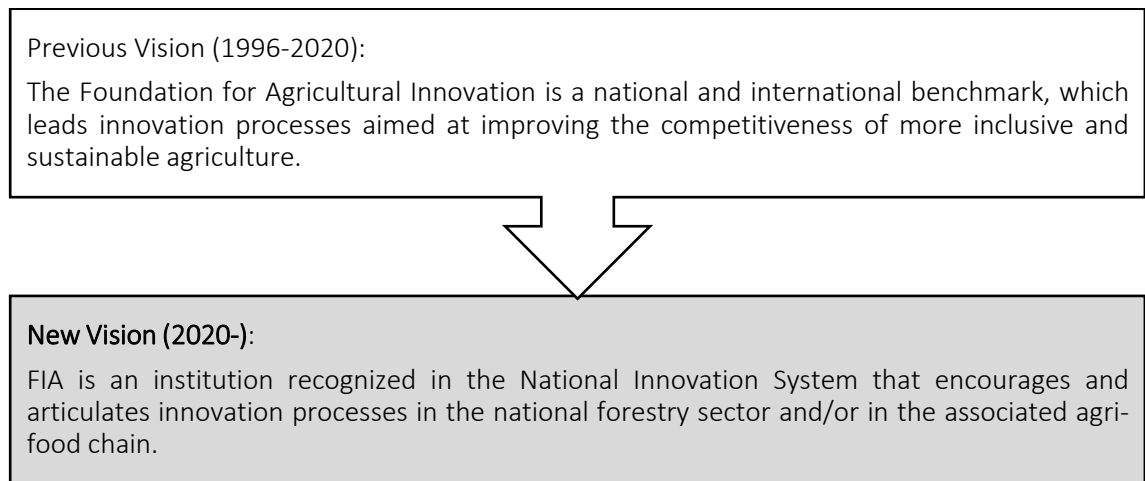 Previous Vision (1996-2020):
The Foundation for Agricultural Innovation is a national and international benchmark, which
leads innovation processes aimed at improving the competitiveness of more inclusive and
sustainable agriculture.
New Vision (2020-):
FIA is an institution recognized in the National Innovation System that encourages and
articulates innovation processes in the national forestry sector and/or in the associated agri-
food chain.